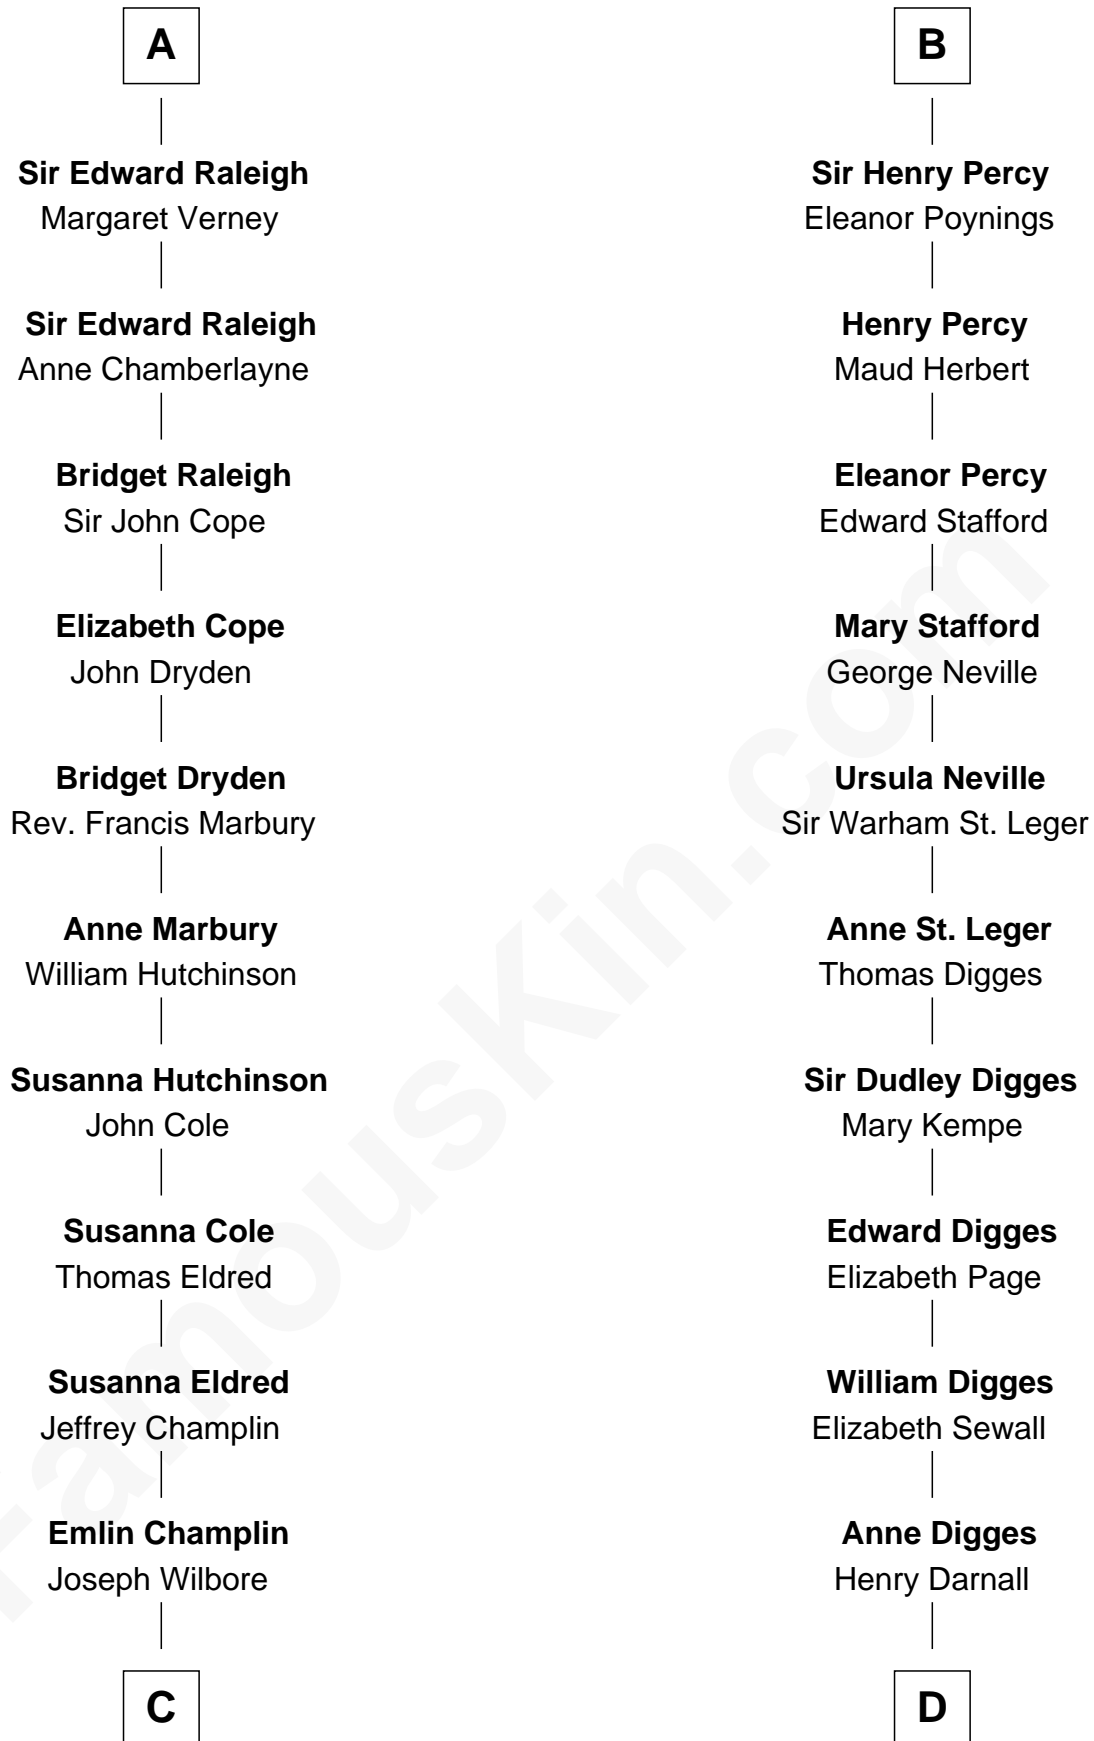 A
Sir Edward Raleigh
Margaret Verney
Sir Edward Raleigh
Anne Chamberlayne
Bridget Raleigh
Sir John Cope
Elizabeth Cope
John Dryden
Bridget Dryden
Rev. Francis Marbury
Anne Marbury
William Hutchinson
Susanna Hutchinson
John Cole
Susanna Cole
Thomas Eldred
Susanna Eldred
Jeffrey Champlin
Emlin Champlin
Joseph Wilbore
C
B
Sir Henry Percy
Eleanor Poynings
Henry Percy
Maud Herbert
Eleanor Percy
Edward Stafford
Mary Stafford
George Neville
Ursula Neville
Sir Warham St. Leger
Anne St. Leger
Thomas Digges
Sir Dudley Digges
Mary Kempe
Edward Digges
Elizabeth Page
William Digges
Elizabeth Sewall
Anne Digges
Henry Darnall
D
FamousKin.com